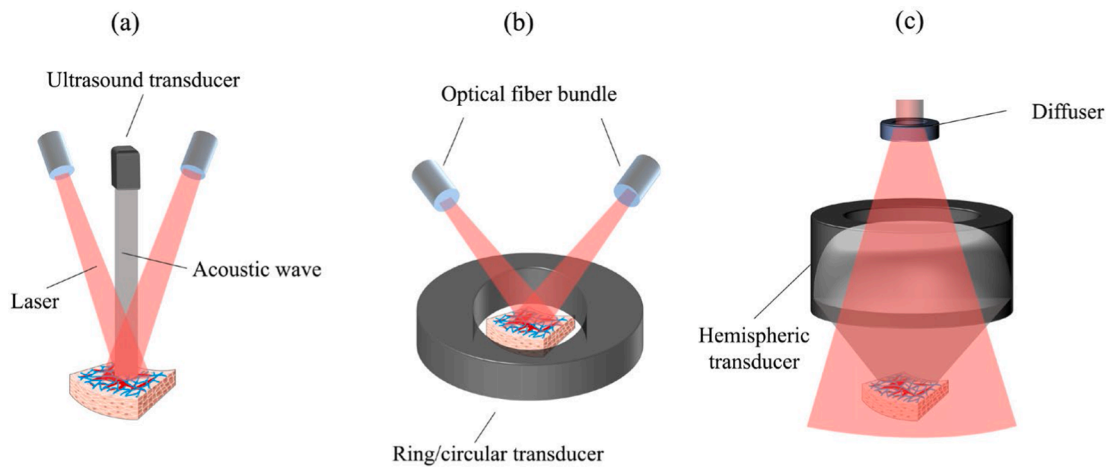 (a)
Ultrasound transducer
Laser
Acoustic wave
(b)
Optical fiber bundle
Ring/circular transducer
(c)
Diffuser
Hemispheric
transducer